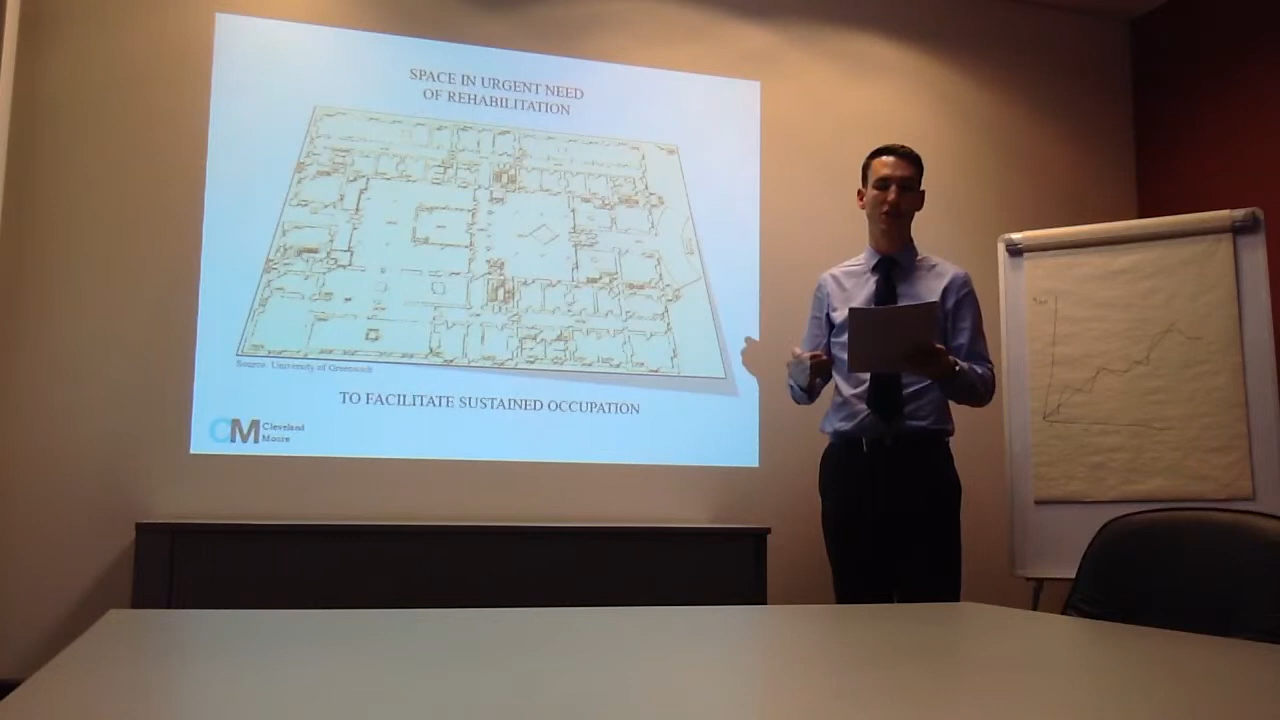 SPACE IN URGENT NEED
OF REHABILITATION
Source: University of Greenwich
TO FACILITATE SUSTAINED OCCUPATION
CM Cleveland
Moore